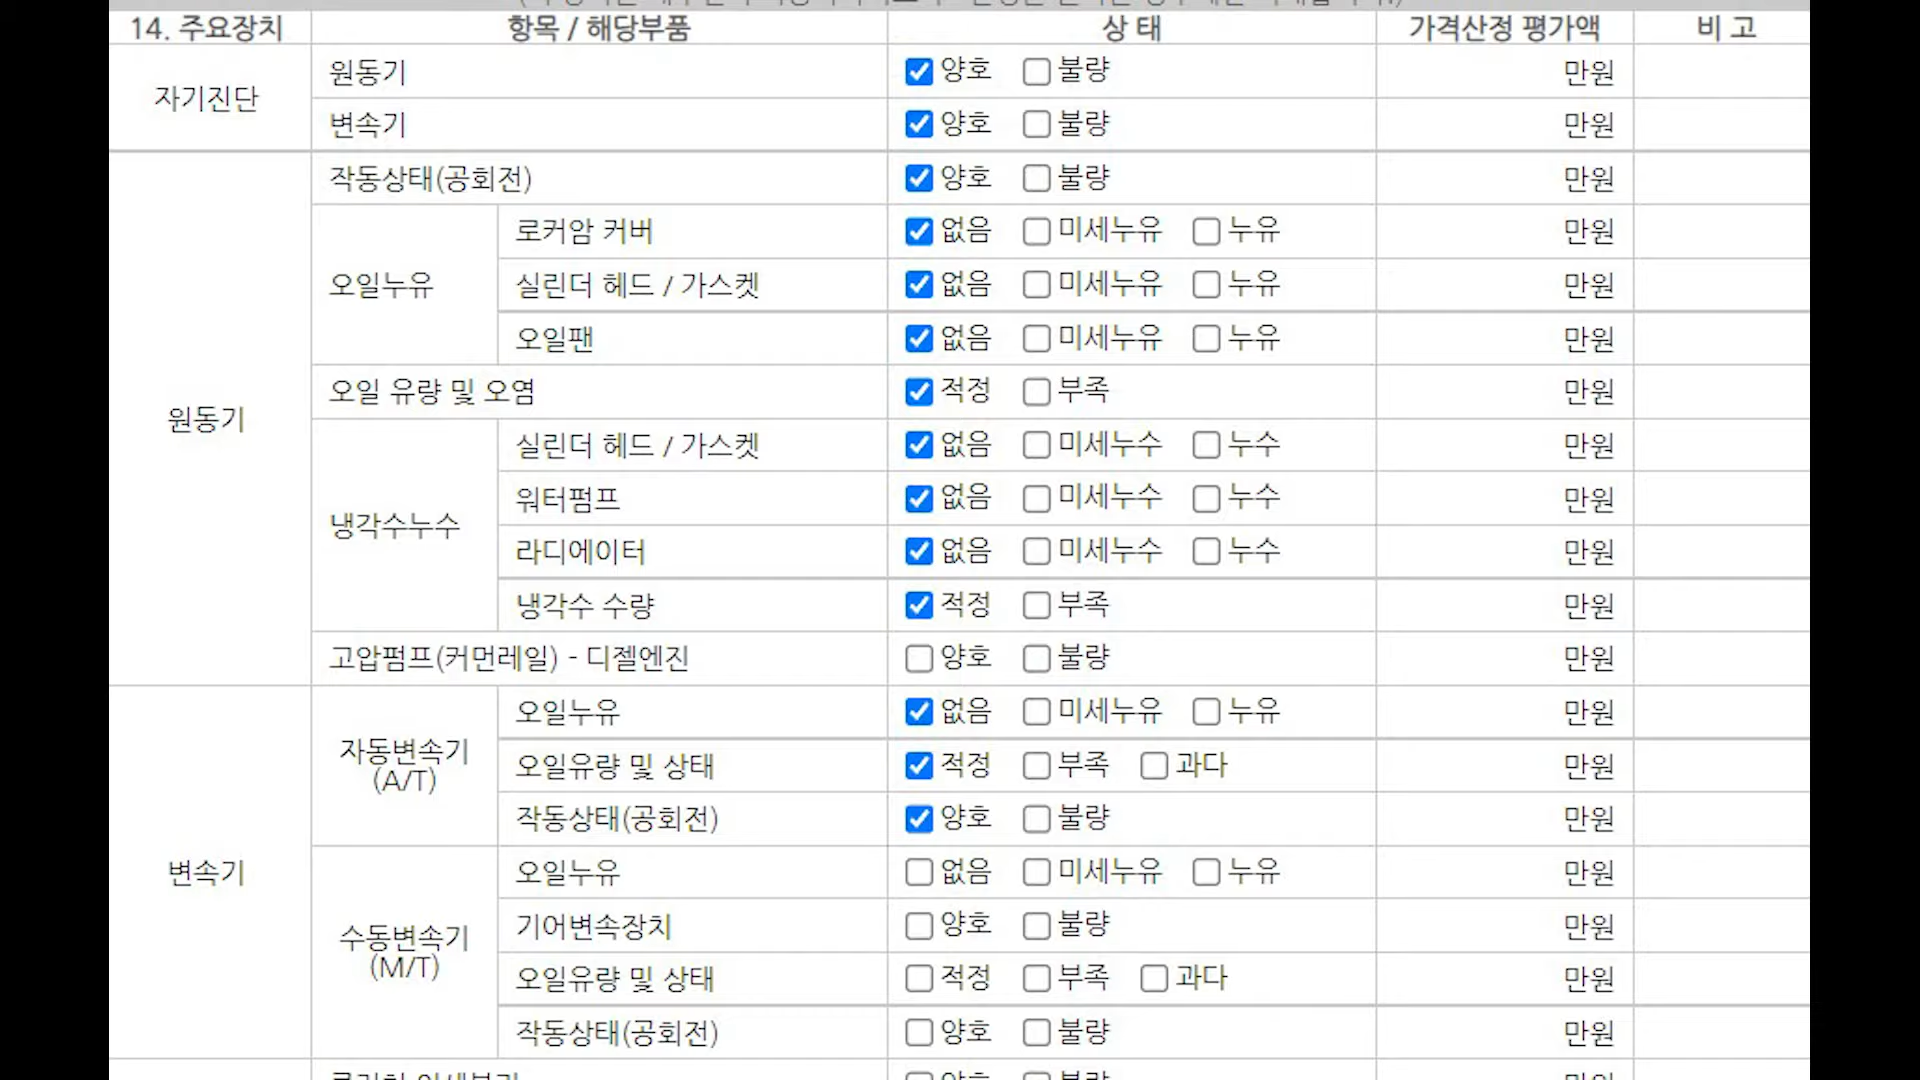 14. 주요장치 항목 / 해당부품 상 태 가격산정 평가액 비 고
자기진단 원동기 양호 불량 만원
변속기 양호 불량 만원
원동기 작동상태(공회전) 양호 불량 만원
오일누유 로커암 커버 없음 미세누유 누유 만원
실린더 헤드 / 가스켓 없음 미세누유 누유 만원
오일팬 없음 미세누유 누유 만원
오일 유량 및 오염 적정 부족 만원
냉각수누수 실린더 헤드 / 가스켓 없음 미세누수 누수 만원
워터펌프 없음 미세누수 누수 만원
라디에이터 없음 미세누수 누수 만원
냉각수 수량 적정 부족 만원
고압펌프(커먼레일) - 디젤엔진 양호 불량 만원
변속기 자동변속기 (A/T) 오일누유 없음 미세누유 누유 만원
오일유량 및 상태 적정 부족 과다 만원
작동상태(공회전) 양호 불량 만원
수동변속기 (M/T) 오일누유 없음 미세누유 누유 만원
기어변속장치 양호 불량 만원
오일유량 및 상태 적정 부족 과다 만원
작동상태(공회전) 양호 불량 만원